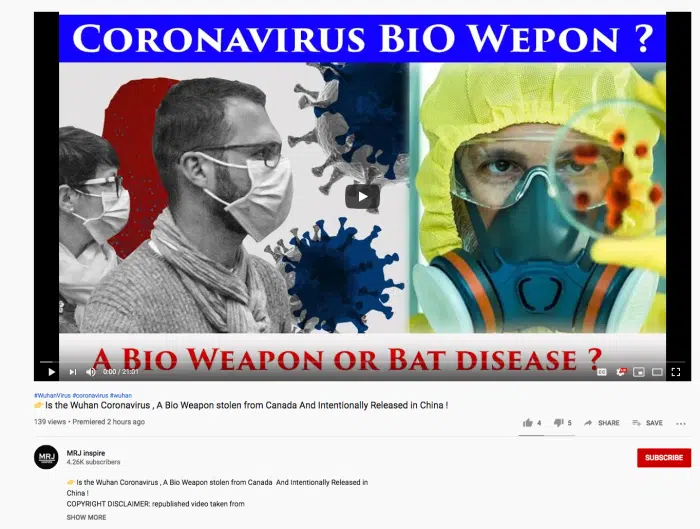 CORONAVIRUS BIO WEPON ?
A BIO WEAPON OR BAT DISEASE ?
0:00 / 21:01
CC
HD
#WuhanVirus #coronavirus #wuhan
👉 Is the Wuhan Coronavirus , A Bio Weapon stolen from Canada And Intentionally Released in China !
139 views • Premiered 2 hours ago
4
5
SHARE
SAVE
MRJ
MRJ inspire
4.26K subscribers
SUBSCRIBE
👉 Is the Wuhan Coronavirus , A Bio Weapon stolen from Canada And Intentionally Released in
China !
COPYRIGHT DISCLAIMER: republished video taken from
SHOW MORE